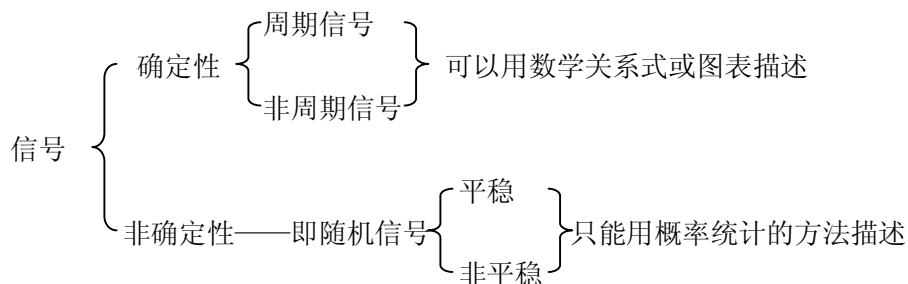 周期信号
确定性
可以用数学关系式或图表描述
非周期信号
信号
平稳
非确定性——即随机信号
只能用概率统计的方法描述
非平稳